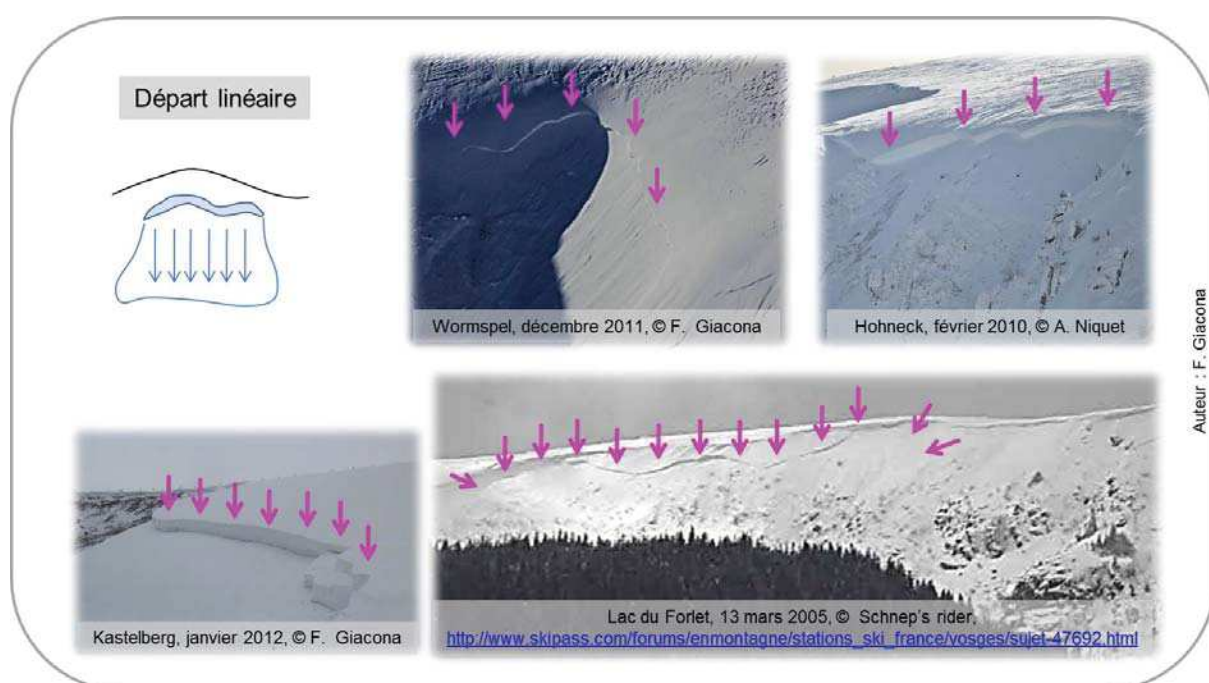 Départ linéaire
Wormspel, décembre 2011, © F. Giacona
Hohneck, février 2010, © A. Niquet
Kastelberg, janvier 2012, © F. Giacona
Lac du Forlet, 13 mars 2005, © Schnep's rider,
http://www.skipass.com/forums/enmontagne/stations_ski_france/vosges/sujet-47692.html
Auteur : F. Giacona